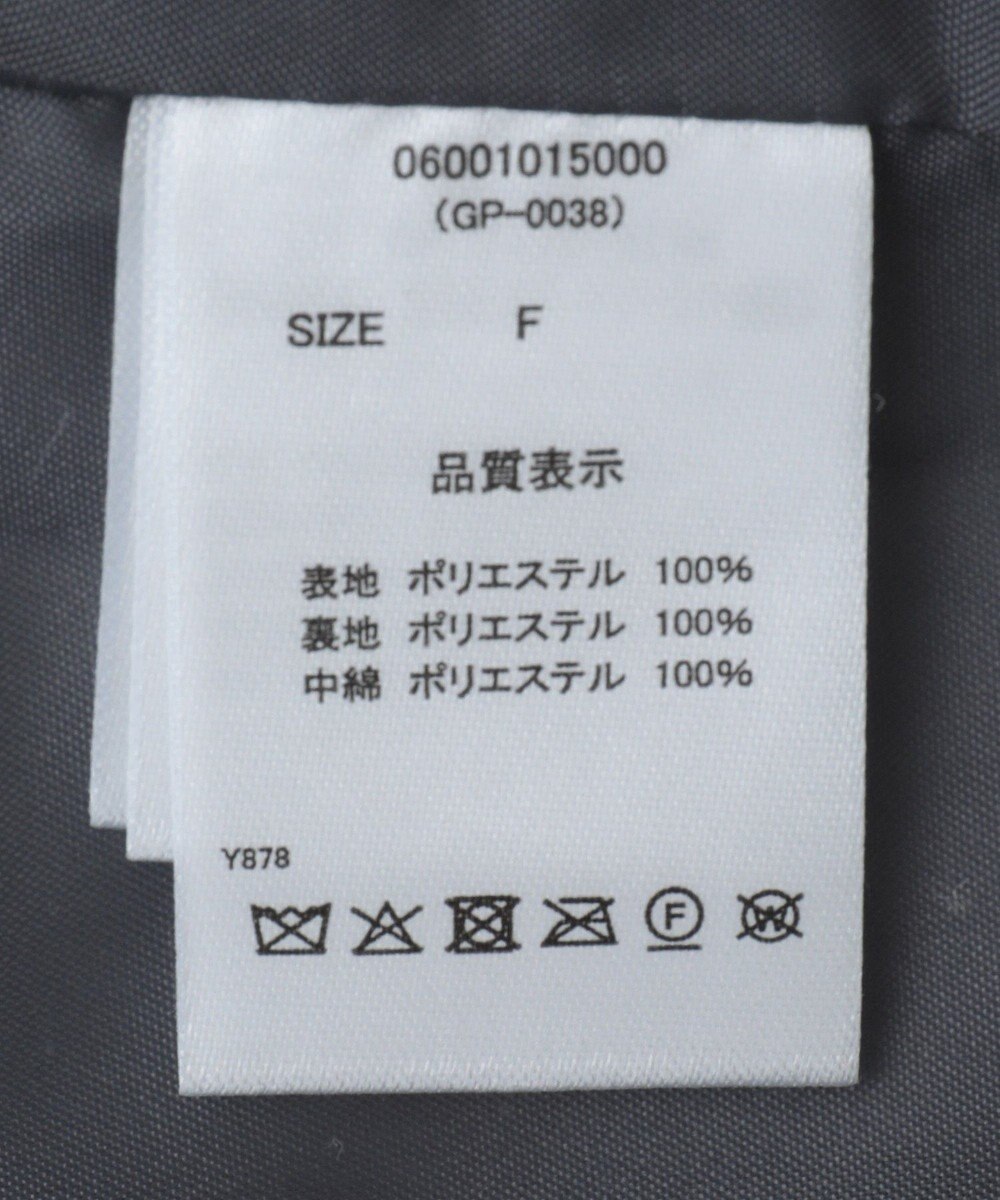 06001015000
(GP-0038)
SIZE F
品質表示
表地 ポリエステル 100%
裏地 ポリエステル 100%
中綿 ポリエステル 100%
Y878
F W